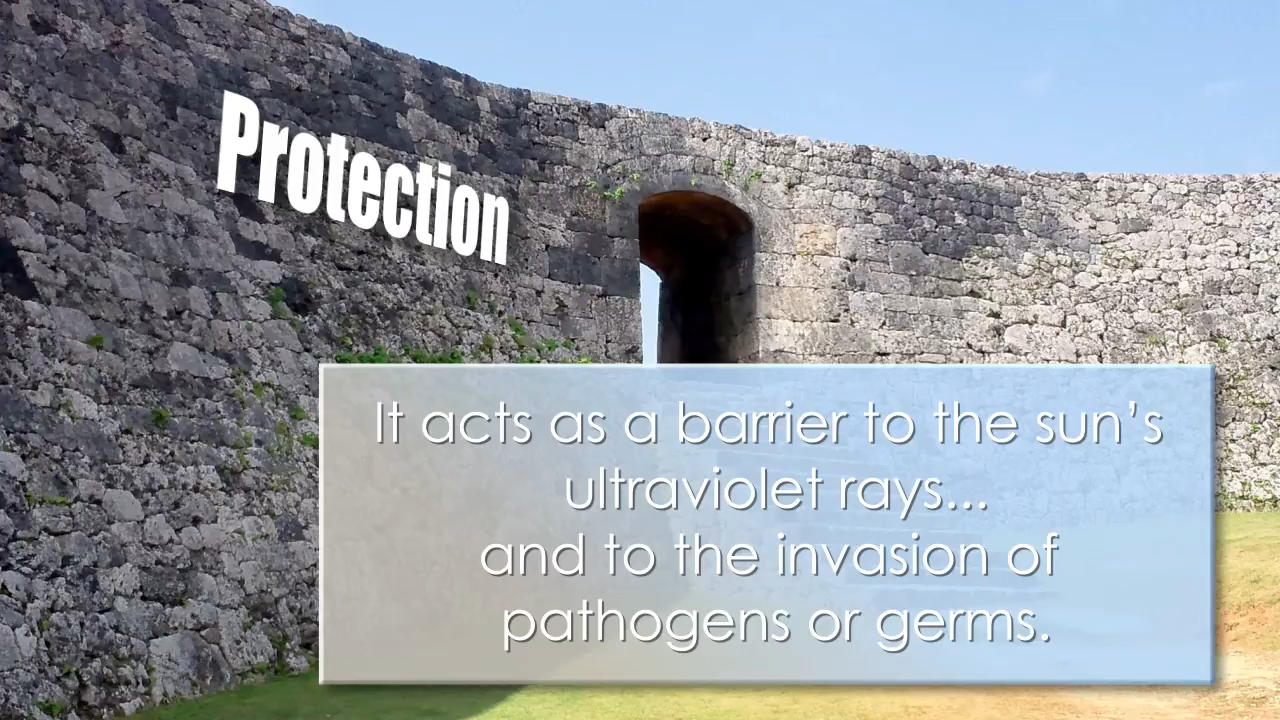 Protection
It acts as a barrier to the sun’s
ultraviolet rays...
and to the invasion of
pathogens or germs.